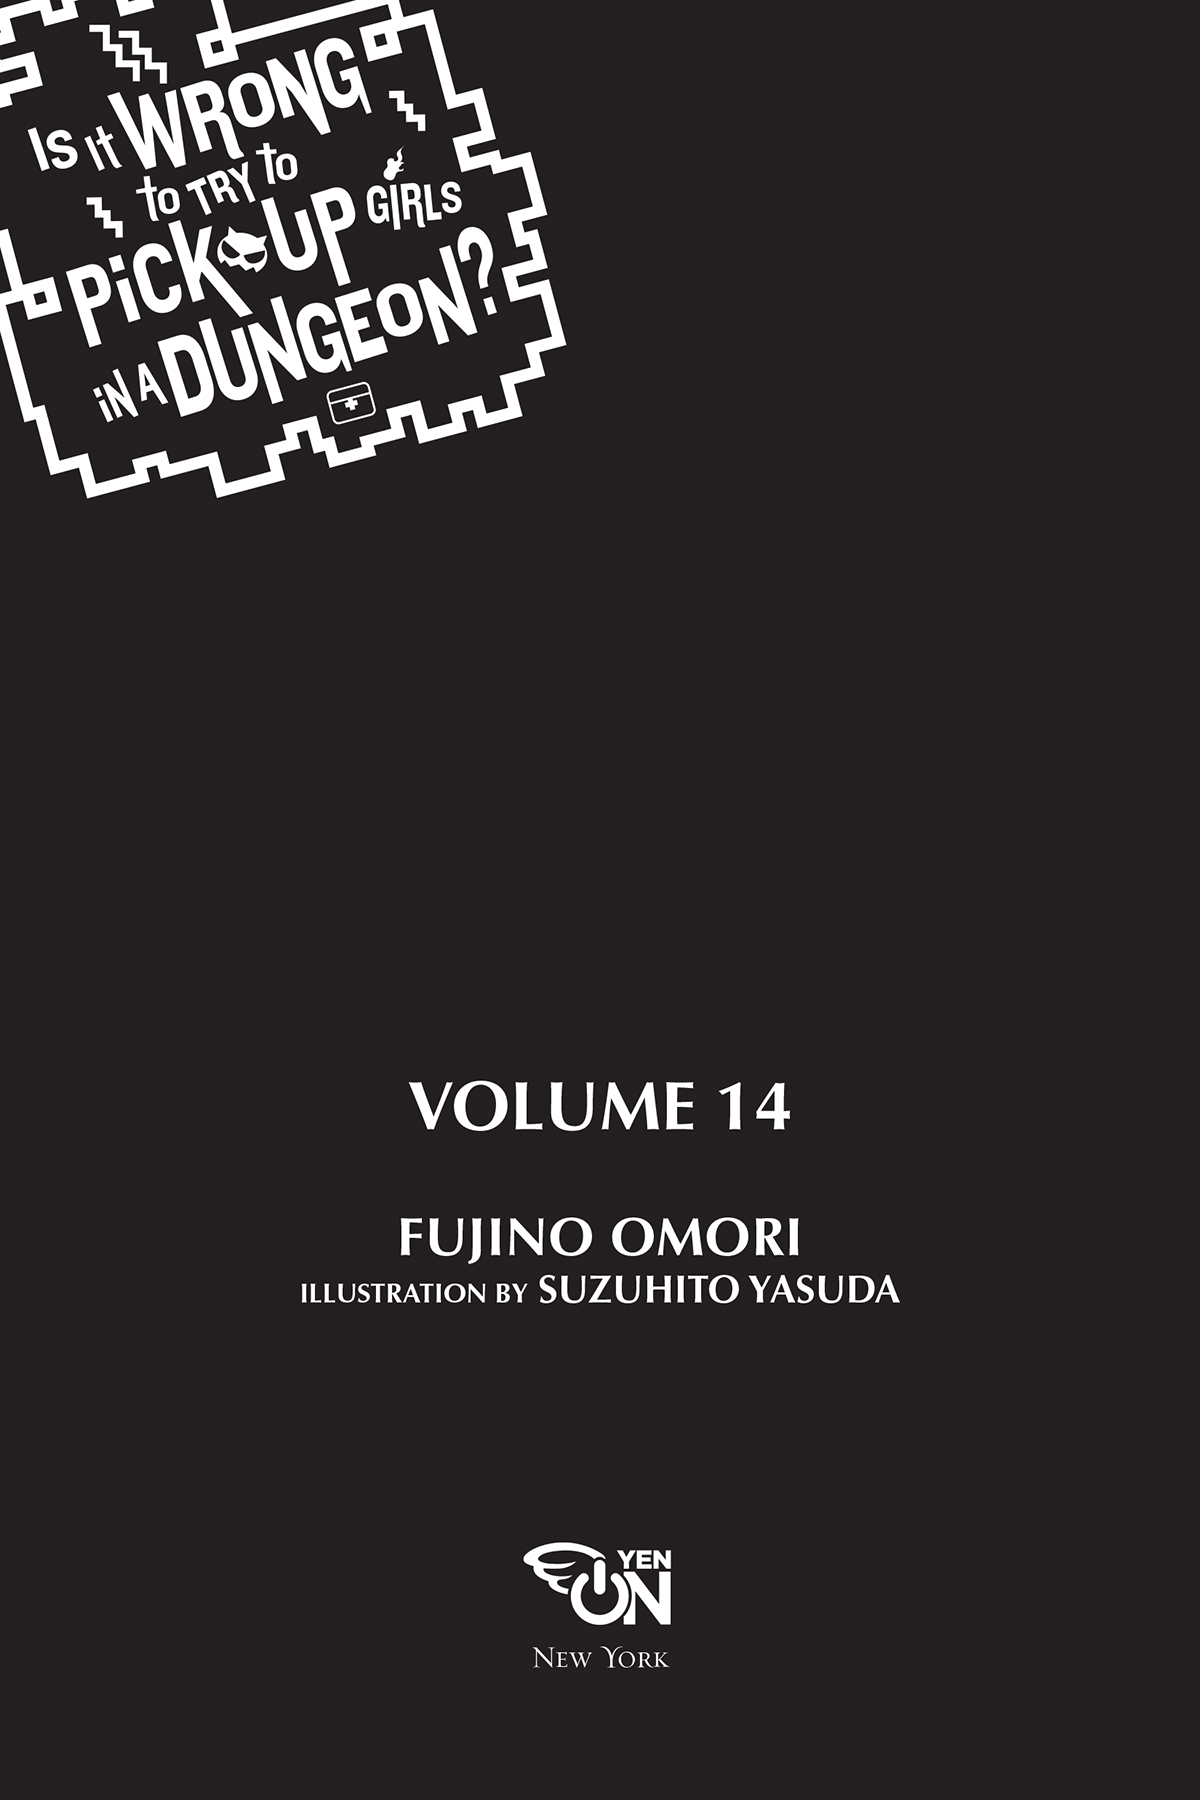 Is It WRONG
to TRY to
PiCK UP GiRLS
iN A DUNGEON?
VOLUME 14
FUJINO OMORI
ILLUSTRATION BY SUZUHITO YASUDA
YEN
ON
NEW YORK